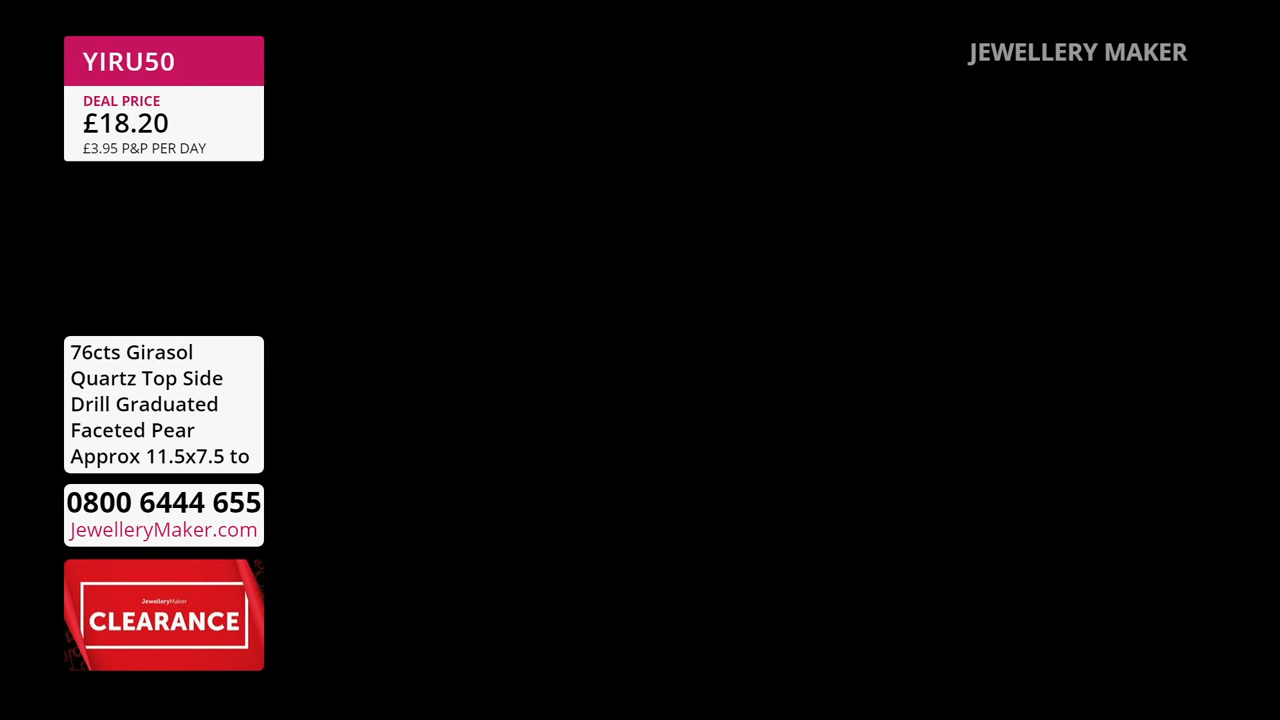 YIRU50
JEWELLERY MAKER
DEAL PRICE
£18.20
£3.95 P&P PER DAY
76cts Girasol
Quartz Top Side
Drill Graduated
Faceted Pear
Approx 11.5x7.5 to
0800 6444 655
JewelleryMaker.com
JewelleryMaker
CLEARANCE